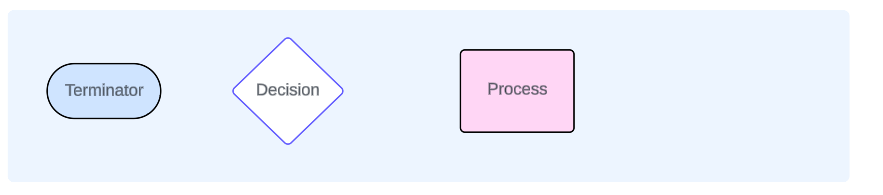 Terminator
Decision
Process